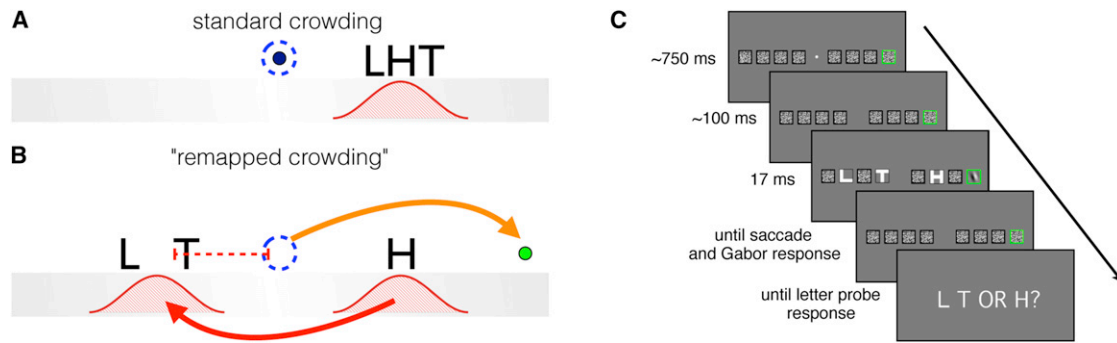 A
standard crowding
LHT
B
"remapped crowding"
L T H
C
~750 ms
~100 ms
17 ms
L T H
until saccade
and Gabor response
until letter probe
response
L T OR H?